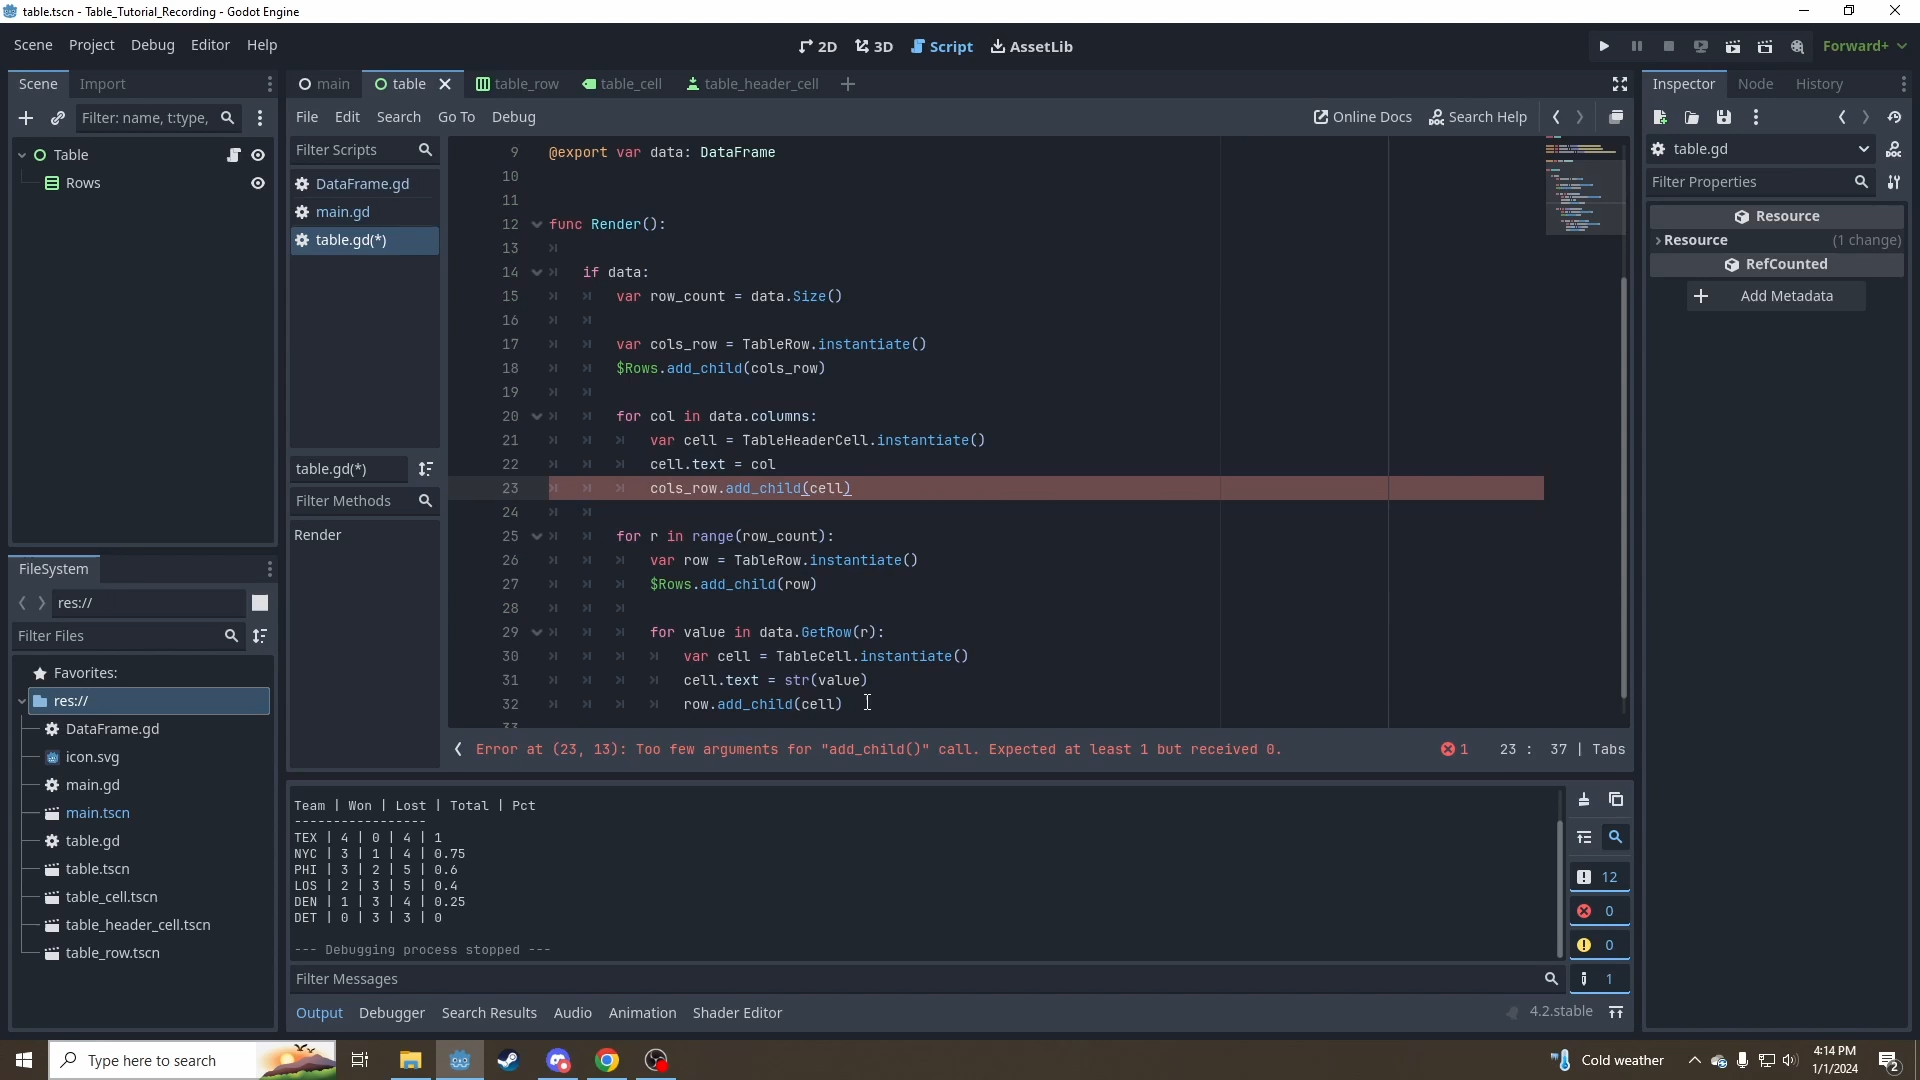 table.tscn - Table_Tutorial_Recording - Godot Engine
Scene Project Debug Editor Help
2D 3D Script AssetLib
Forward+
Scene Import
Filter: name, t:type,
Table
Rows
FileSystem
res://
Filter Files
Favorites:
res://
DataFrame.gd
icon.svg
main.gd
main.tscn
table.gd
table.tscn
table_cell.tscn
table_header_cell.tscn
table_row.tscn
main table table_row table_cell table_header_cell
File Edit Search Go To Debug
Online Docs Search Help
Filter Scripts
DataFrame.gd
main.gd
table.gd(*)
table.gd(*)
Filter Methods
Render
9 @export var data: DataFrame
10
11
12 func Render():
13
14 if data:
15 var row_count = data.Size()
16
17 var cols_row = TableRow.instantiate()
18 $Rows.add_child(cols_row)
19
20 for col in data.columns:
21 var cell = TableHeaderCell.instantiate()
22 cell.text = col
23 cols_row.add_child(cell)
24
25 for r in range(row_count):
26 var row = TableRow.instantiate()
27 $Rows.add_child(row)
28
29 for value in data.GetRow(r):
30 var cell = TableCell.instantiate()
31 cell.text = str(value)
32 row.add_child(cell)
33
Error at (23, 13): Too few arguments for "add_child()" call. Expected at least 1 but received 0.
1 23 : 37 | Tabs
Team | Won | Lost | Total | Pct
-----------------
TEX | 4 | 0 | 4 | 1
NYC | 3 | 1 | 4 | 0.75
PHI | 3 | 2 | 5 | 0.6
LOS | 2 | 3 | 5 | 0.4
DEN | 1 | 3 | 4 | 0.25
DET | 0 | 3 | 3 | 0
--- Debugging process stopped ---
Filter Messages
12
0
0
1
Output Debugger Search Results Audio Animation Shader Editor
4.2.stable
Inspector Node History
table.gd
Filter Properties
Resource
Resource (1 change)
RefCounted
Add Metadata
Type here to search
Cold weather
4:14 PM
1/1/2024
2